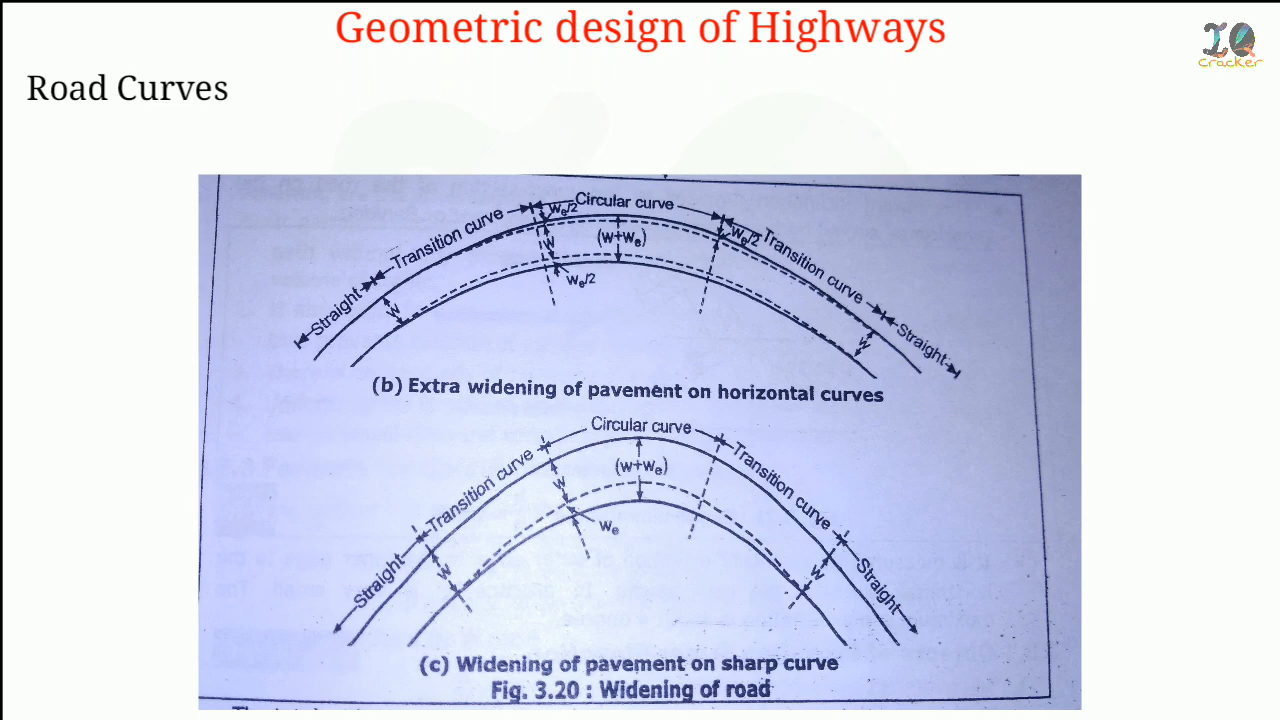 Geometric design of Highways
IQ
cracker
Road Curves
Circular curve
Transition curve
Transition curve
Straight
Straight
we/2
we/2
we/2
w
(w+we)
w
w
(b) Extra widening of pavement on horizontal curves
Circular curve
Transition curve
Transition curve
Straight
Straight
w
(w+we)
we
w
w
(c) Widening of pavement on sharp curve
Fig. 3.20 : Widening of road